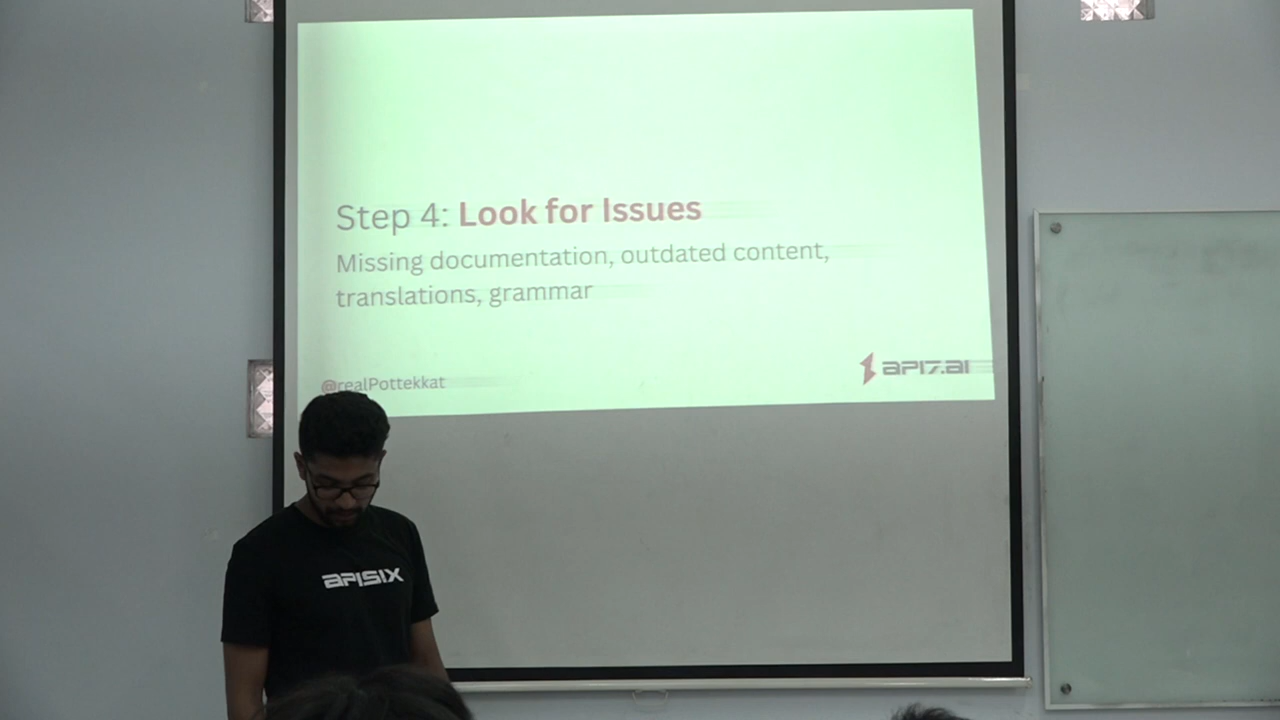 Step 4: Look for Issues
Missing documentation, outdated content,
translations, grammar
@realPottekkat
API7.AI
APISIX